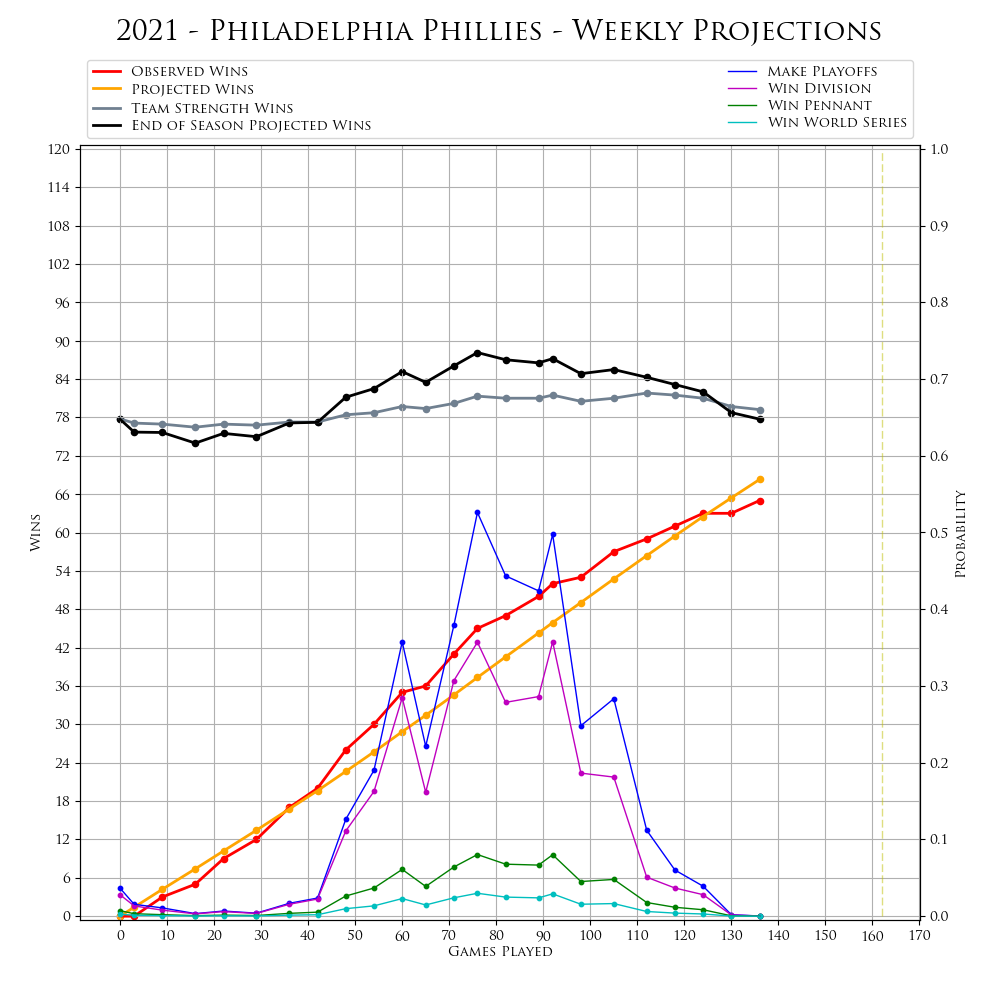 2021 - Philadelphia Phillies - Weekly Projections
Observed Wins
Projected Wins
Team Strength Wins
End of Season Projected Wins
Make Playoffs
Win Division
Win Pennant
Win World Series
120
114
108
102
96
90
84
78
72
66
60
54
48
42
36
30
24
18
12
6
0
Wins
1.0
0.9
0.8
0.7
0.6
0.5
0.4
0.3
0.2
0.1
0.0
Probability
0 10 20 30 40 50 60 70 80 90 100 110 120 130 140 150 160 170
Games Played